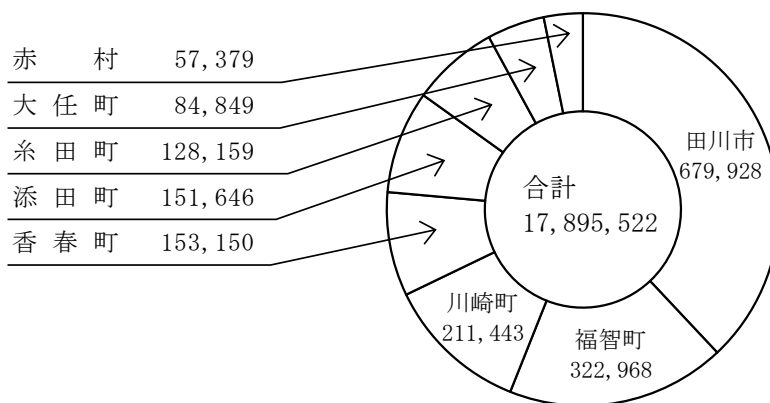 赤村 57,379
大任町 84,849
糸田町 128,159
添田町 151,646
香春町 153,150
田川市
679,928
合計
17,895,522
川崎町
211,443
福智町
322,968